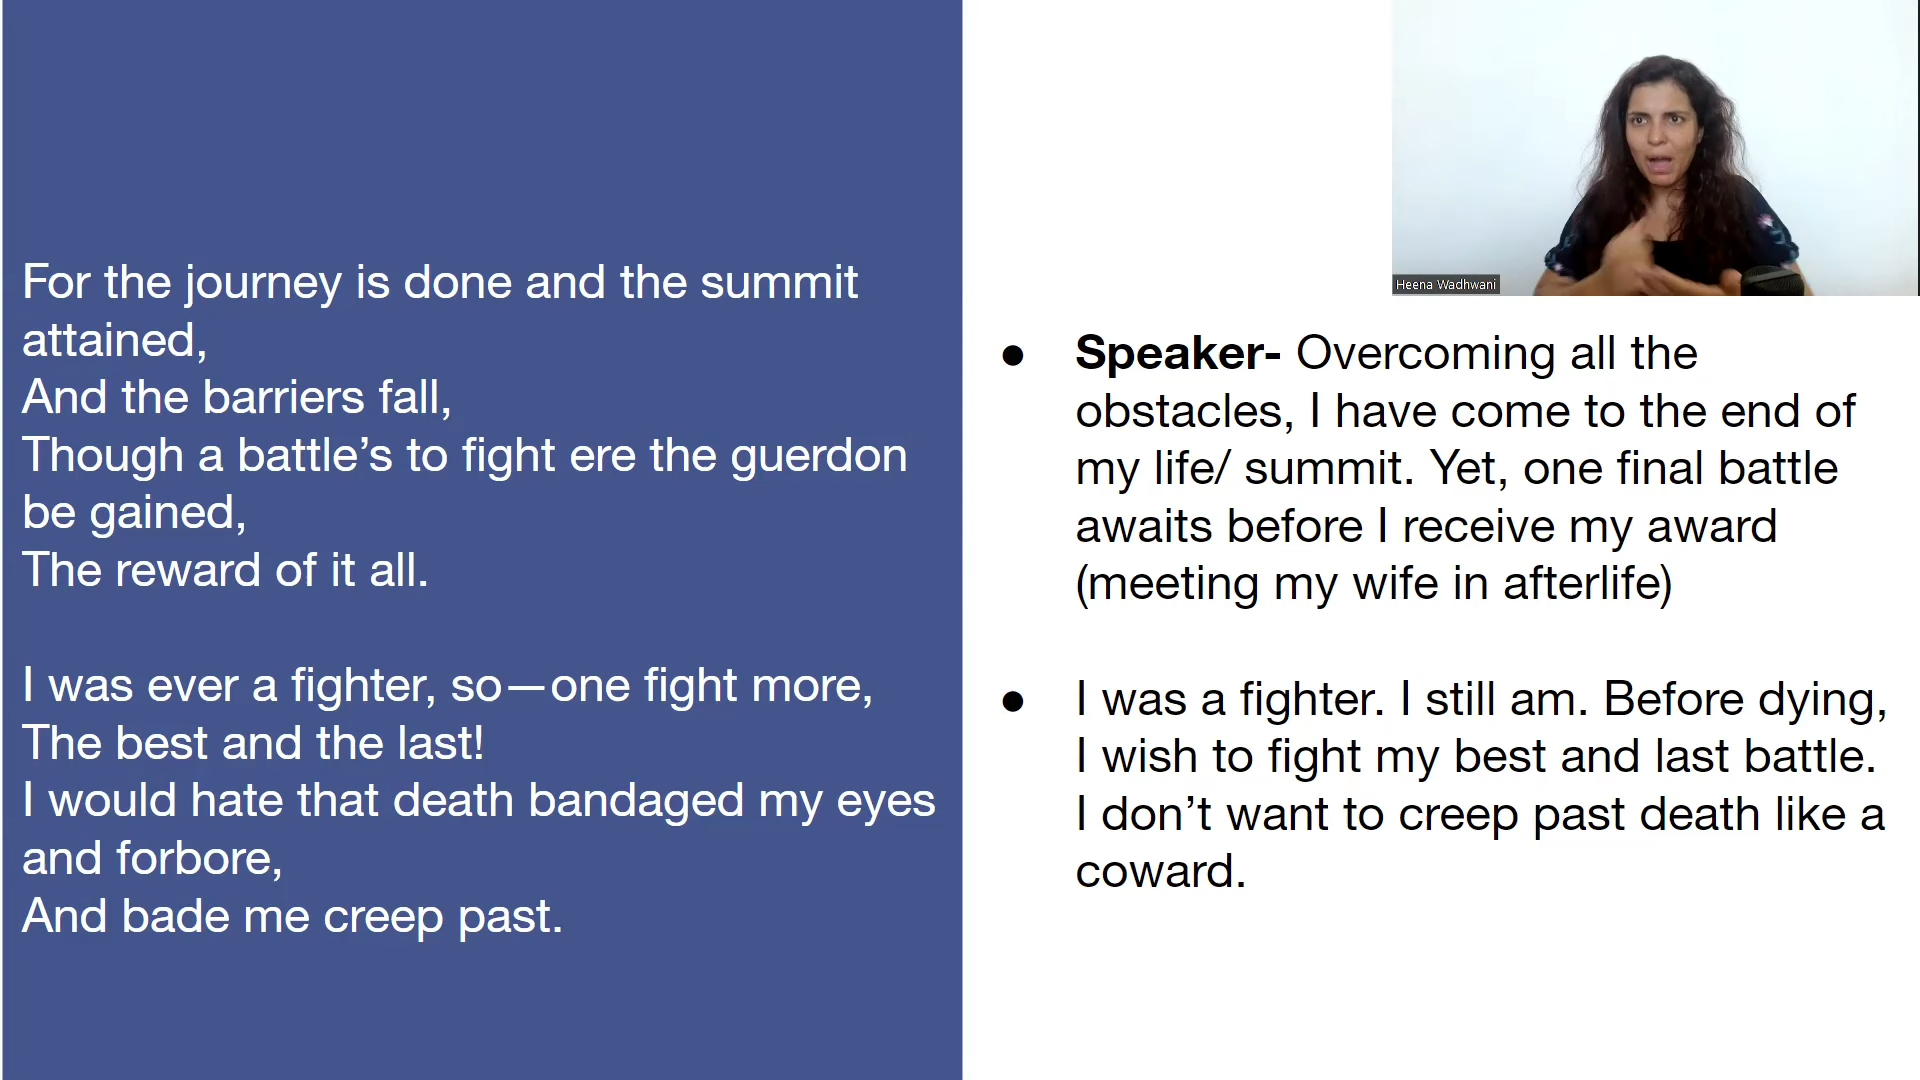 For the journey is done and the summit
attained,
And the barriers fall,
Though a battle’s to fight ere the guerdon
be gained,
The reward of it all.
I was ever a fighter, so—one fight more,
The best and the last!
I would hate that death bandaged my eyes
and forbore,
And bade me creep past.
Heena Wadhwani
● Speaker- Overcoming all the
obstacles, I have come to the end of
my life/ summit. Yet, one final battle
awaits before I receive my award
(meeting my wife in afterlife)
● I was a fighter. I still am. Before dying,
I wish to fight my best and last battle.
I don’t want to creep past death like a
coward.